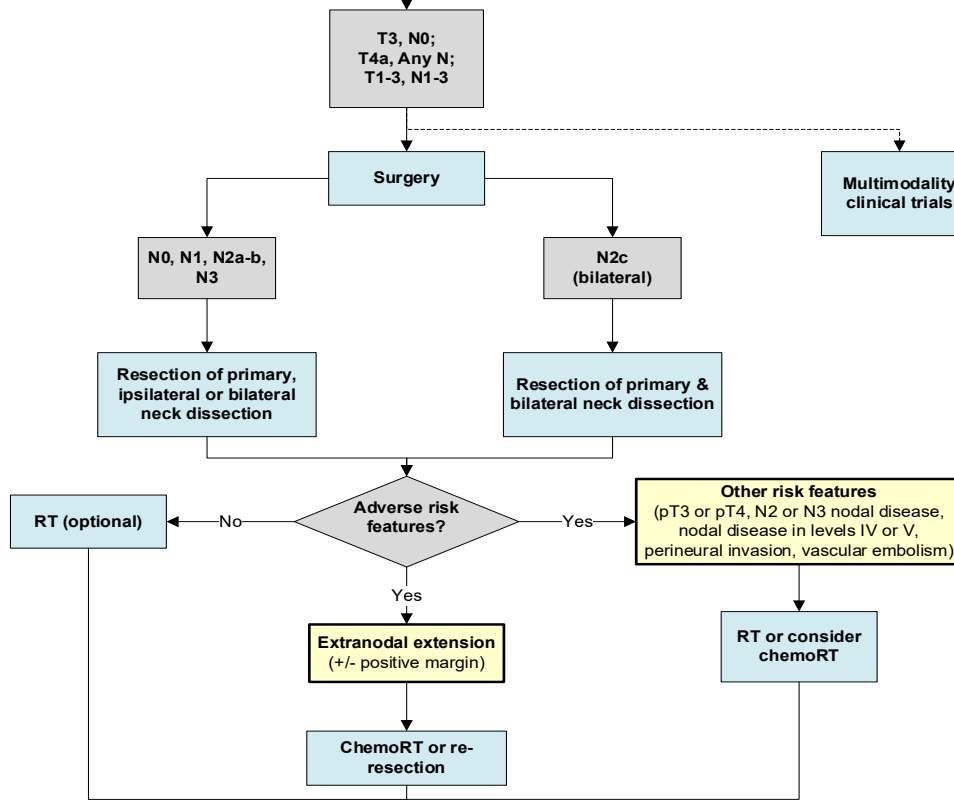 T3, N0;
T4a, Any N;
T1-3, N1-3
Surgery
Multimodality
clinical trials
N0, N1, N2a-b,
N3
N2c
(bilateral)
Resection of primary,
ipsilateral or bilateral
neck dissection
Resection of primary &
bilateral neck dissection
RT (optional)
No
Adverse risk
features?
Yes
Other risk features
(pT3 or pT4, N2 or N3 nodal disease,
nodal disease in levels IV or V,
perineural invasion, vascular embolism)
Yes
Extranodal extension
(+/- positive margin)
RT or consider
chemoRT
ChemoRT or re-
resection